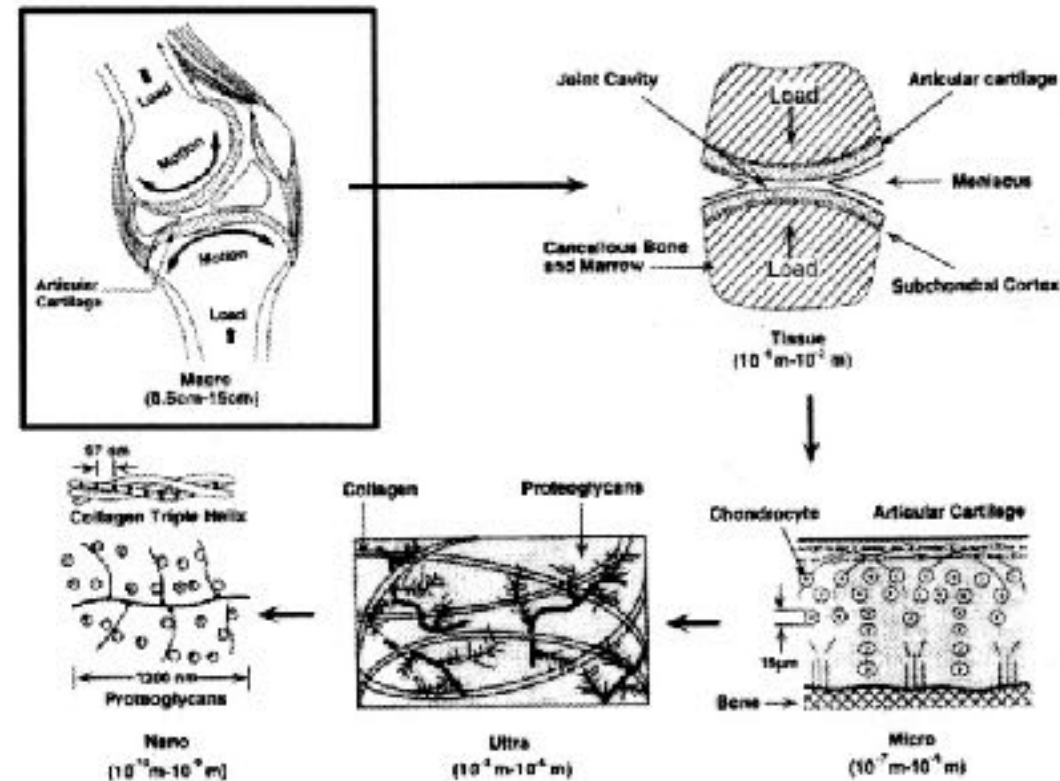 Load
Motion
Motion
Articular
Cartilage
Load
Macro
(0.5cm-15cm)
Joint Cavity
Articular cartilage
Load
Meniscus
Cancellous Bone
and Marrow
Load
Subchondral Cortex
Tissue
67 nm
Collagen Triple Helix
1200 nm
Proteoglycans
Nano
Collagen
Proteoglycans
Ultra
Chondrocyte
Articular Cartilage
15µm
Bone
Micro